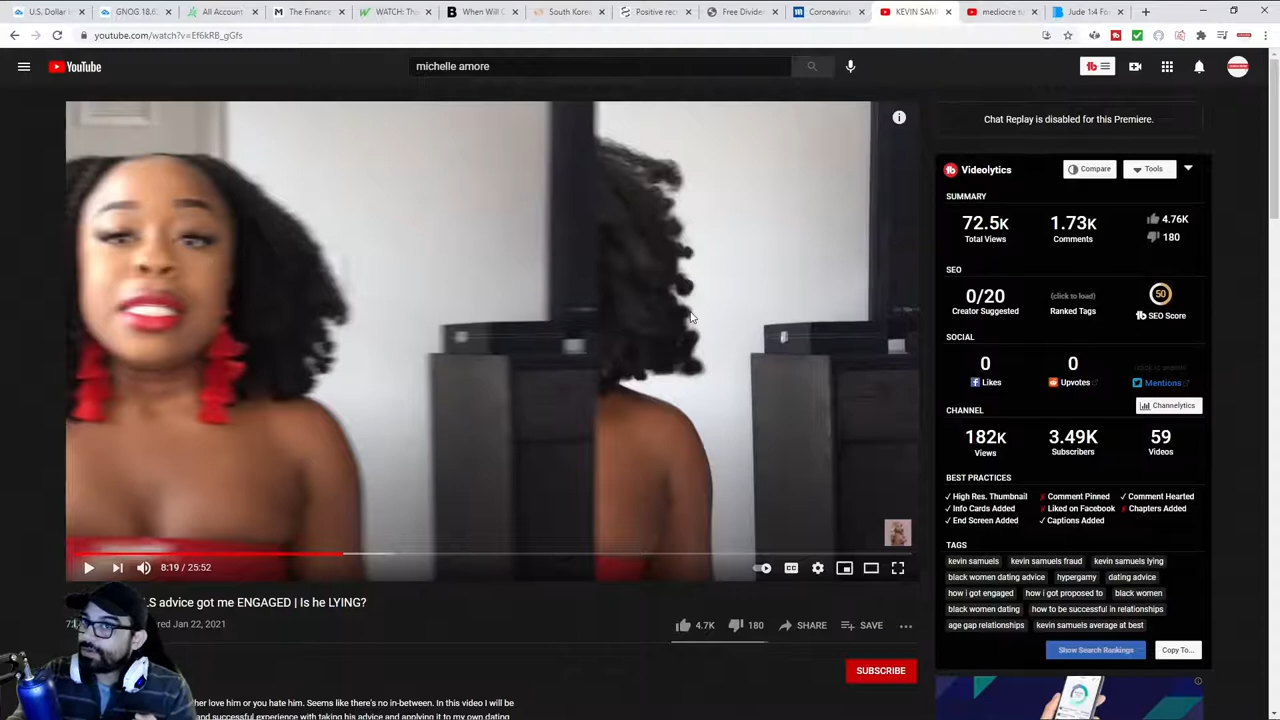 U.S. Dollar I
GNOG 18.6
All Account
The Finance
WATCH: Tha
When Will G
South Kore
Positive rec
Free Divide
Coronavirus
KEVIN SAM
mediocre tu
Jude 1:4 Fo
youtube.com/watch?v=Ef6kRB_gGfs
YouTube
michelle amore
Chat Replay is disabled for this Premiere.
Videolytics
Compare
Tools
SUMMARY
72.5K
1.73K
4.76K
Total Views
Comments
180
SEO
0/20
(click to load)
50
Creator Suggested
Ranked Tags
SEO Score
SOCIAL
0
0
Likes
Upvotes
Mentions
Channelytics
CHANNEL
182K
3.49K
59
Views
Subscribers
Videos
BEST PRACTICES
High Res. Thumbnail
Comment Pinned
Comment Hearted
Info Cards Added
Liked on Facebook
Chapters Added
End Screen Added
Captions Added
TAGS
kevin samuels
kevin samuels fraud
kevin samuels lying
black women dating advice
hypergamy
dating advice
how i got engaged
how i got proposed to
black women
black women dating
how to be successful in relationships
age gap relationships
kevin samuels average at best
Show Search Rankings
Copy To...
8:19 / 25:52
LS advice got me ENGAGED | Is he LYING?
red Jan 22, 2021
4.7K
180
SHARE
SAVE
SUBSCRIBE
her love him or you hate him. Seems like there's no in-between. In this video I will be
and successful experience with taking his advice and applying it to my own dating